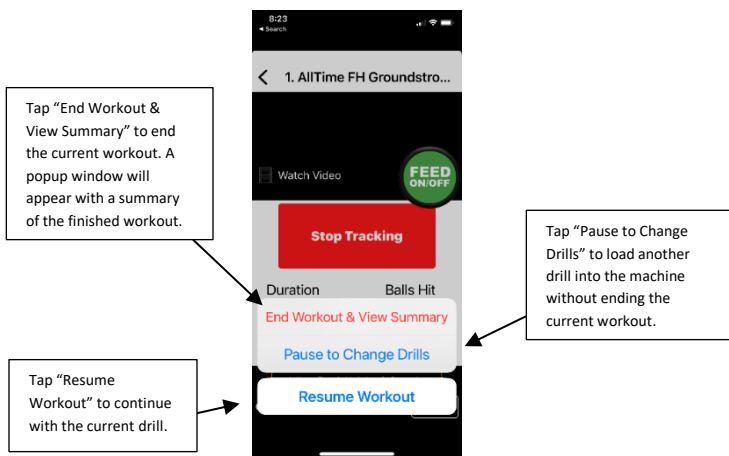 8:23
◀ Search
1. AllTime FH Groundstro...
Tap “End Workout &
View Summary” to end
the current workout. A
popup window will
appear with a summary
of the finished workout.
Watch Video
FEED
ON/OFF
Stop Tracking
Duration
Balls Hit
End Workout & View Summary
Pause to Change Drills
Resume Workout
Tap “Pause to Change
Drills” to load another
drill into the machine
without ending the
current workout.
Tap “Resume
Workout” to continue
with the current drill.